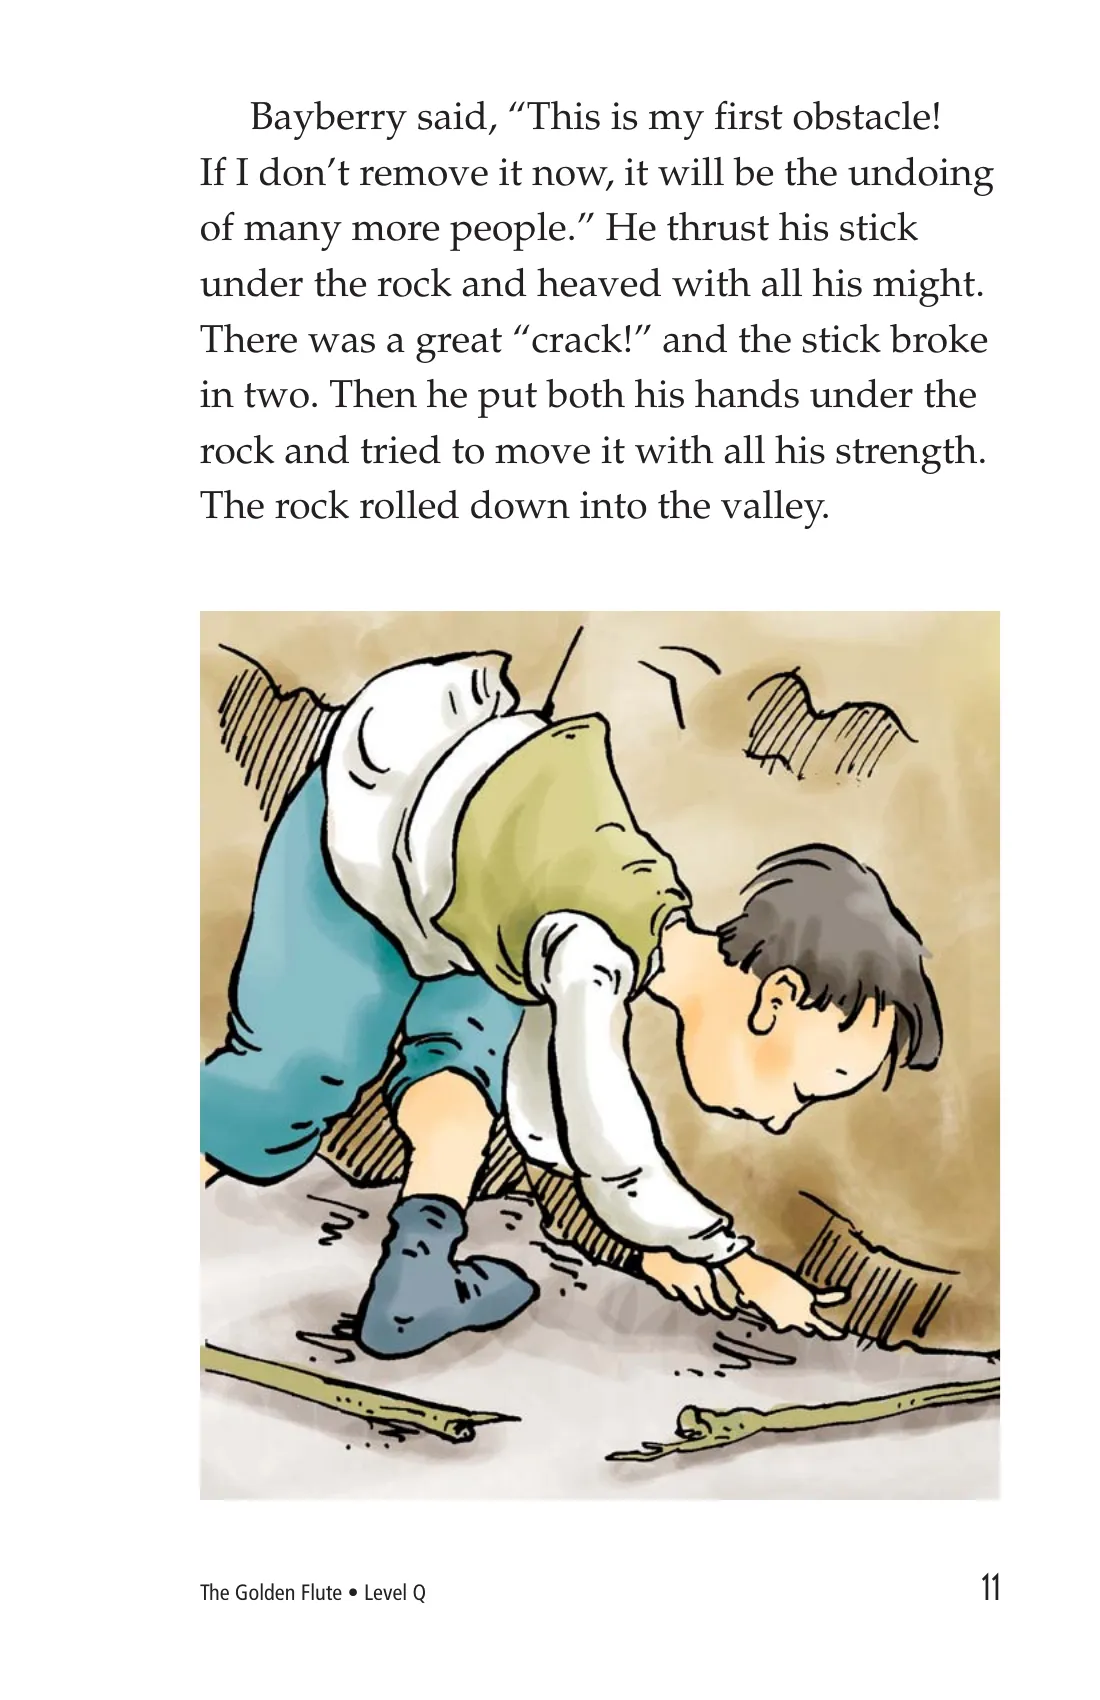 Bayberry said, “This is my first obstacle!
If I don’t remove it now, it will be the undoing
of many more people.” He thrust his stick
under the rock and heaved with all his might.
There was a great “crack!” and the stick broke
in two. Then he put both his hands under the
rock and tried to move it with all his strength.
The rock rolled down into the valley.
The Golden Flute • Level Q
11